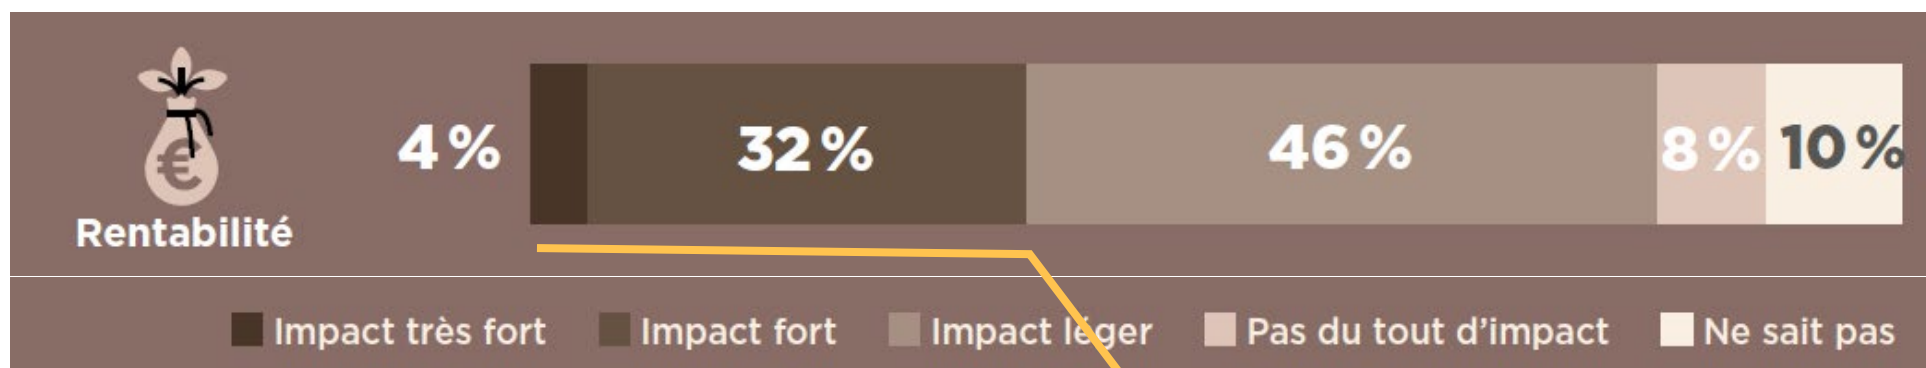 4 % 32 % 46 % 8 % 10 %
€
Rentabilité
Impact très fort Impact fort Impact léger Pas du tout d'impact Ne sait pas